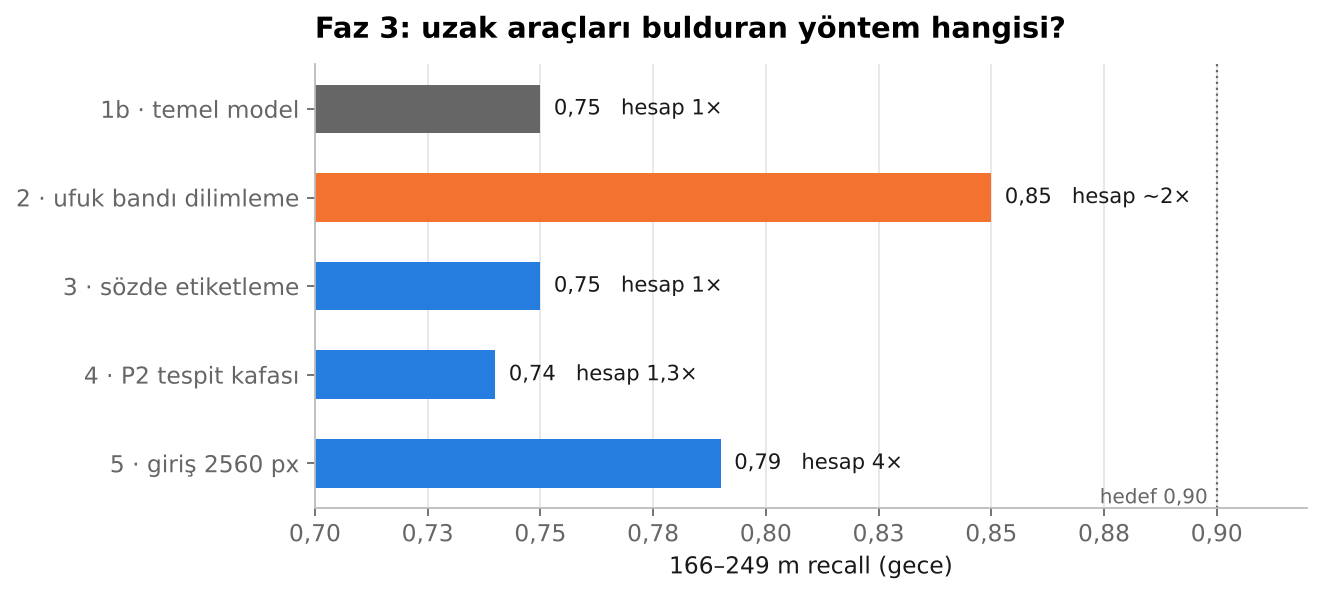 Faz 3: uzak araçları bulduran yöntem hangisi?
1b · temel model
0,75 hesap 1×
2 · ufuk bandı dilimleme
0,85 hesap ~2×
3 · sözde etiketleme
0,75 hesap 1×
4 · P2 tespit kafası
0,74 hesap 1,3×
5 · giriş 2560 px
0,79 hesap 4×
hedef 0,90
0,70 0,73 0,75 0,78 0,80 0,83 0,85 0,88 0,90
166–249 m recall (gece)